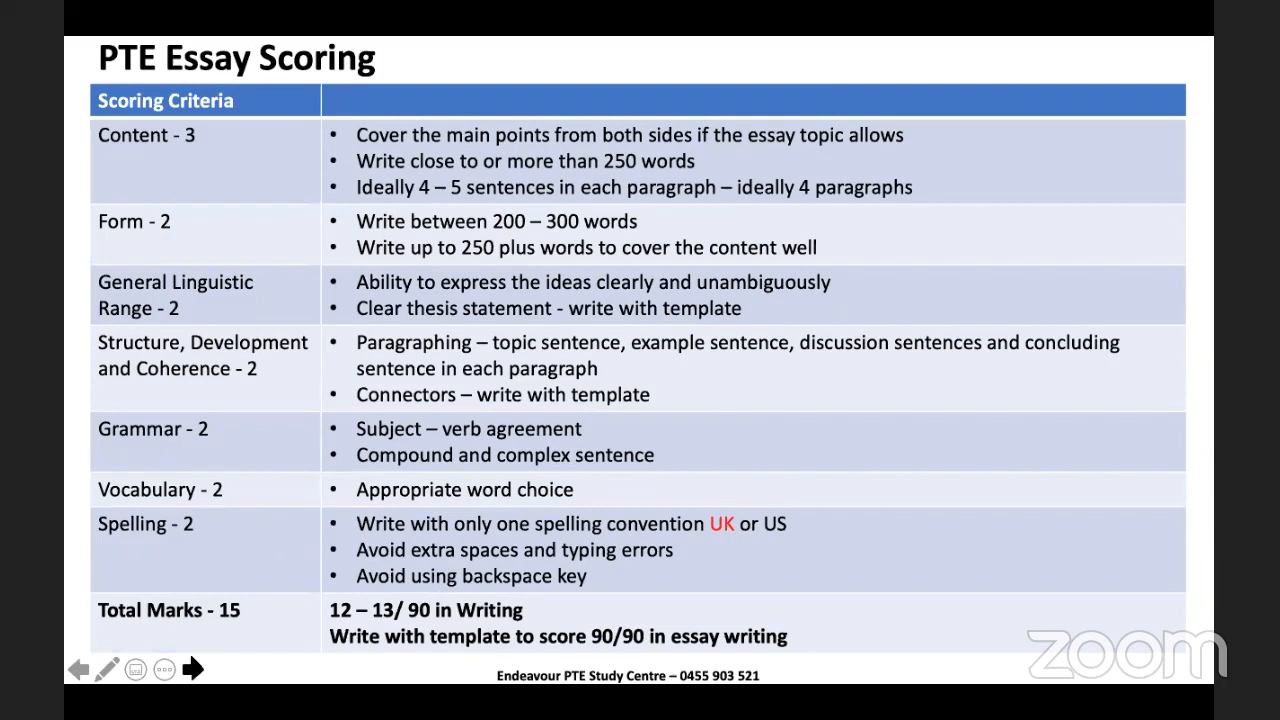 PTE Essay Scoring
Scoring Criteria
Content - 3
• Cover the main points from both sides if the essay topic allows
• Write close to or more than 250 words
• Ideally 4 – 5 sentences in each paragraph – ideally 4 paragraphs
Form - 2
• Write between 200 – 300 words
• Write up to 250 plus words to cover the content well
General Linguistic
Range - 2
• Ability to express the ideas clearly and unambiguously
• Clear thesis statement - write with template
Structure, Development
and Coherence - 2
• Paragraphing – topic sentence, example sentence, discussion sentences and concluding
sentence in each paragraph
• Connectors – write with template
Grammar - 2
• Subject – verb agreement
• Compound and complex sentence
Vocabulary - 2
• Appropriate word choice
Spelling - 2
• Write with only one spelling convention UK or US
• Avoid extra spaces and typing errors
• Avoid using backspace key
Total Marks - 15
12 – 13/ 90 in Writing
Write with template to score 90/90 in essay writing
zoom
Endeavour PTE Study Centre – 0455 903 521